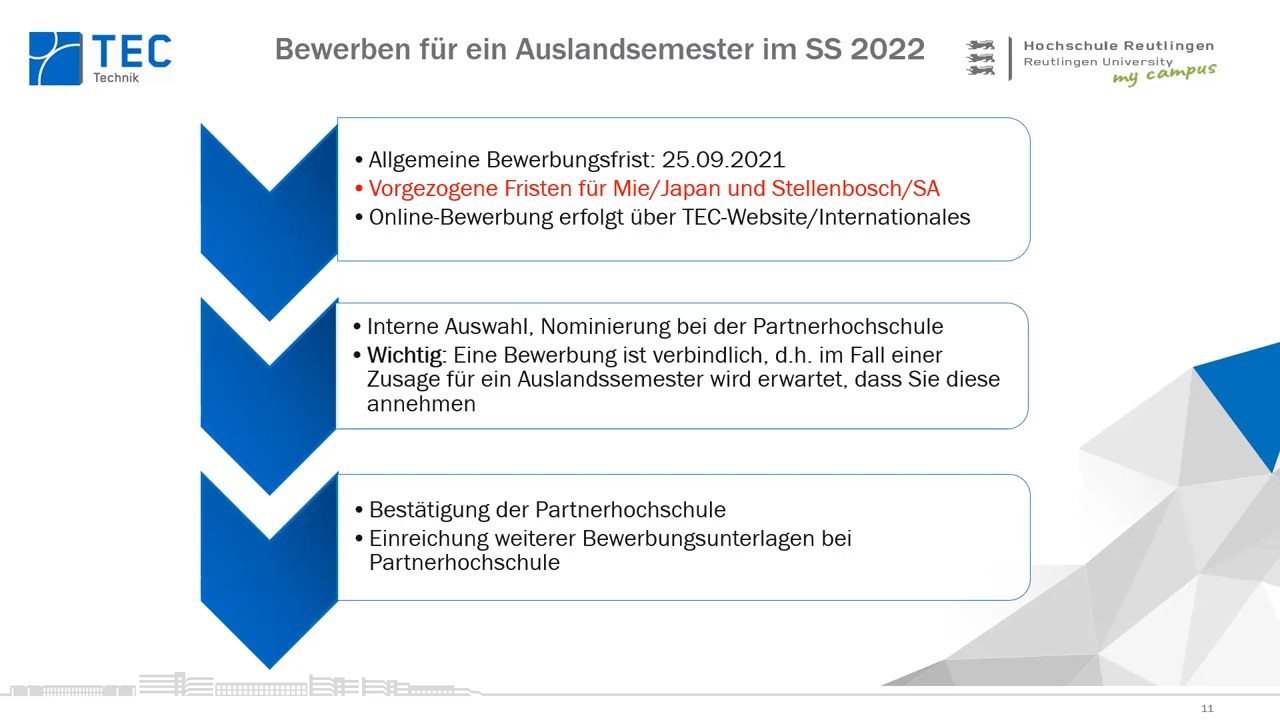 TEC
Technik
Bewerben für ein Auslandsemester im SS 2022
Hochschule Reutlingen
Reutlingen University
my campus
• Allgemeine Bewerbungsfrist: 25.09.2021
• Vorgezogene Fristen für Mie/Japan und Stellenbosch/SA
• Online-Bewerbung erfolgt über TEC-Website/Internationales
• Interne Auswahl, Nominierung bei der Partnerhochschule
• Wichtig: Eine Bewerbung ist verbindlich, d.h. im Fall einer
Zusage für ein Auslandssemester wird erwartet, dass Sie diese
annehmen
• Bestätigung der Partnerhochschule
• Einreichung weiterer Bewerbungsunterlagen bei
Partnerhochschule
11